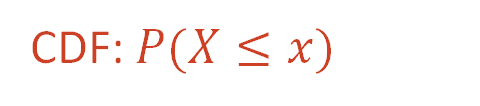 CDF: P(X ≤ x)